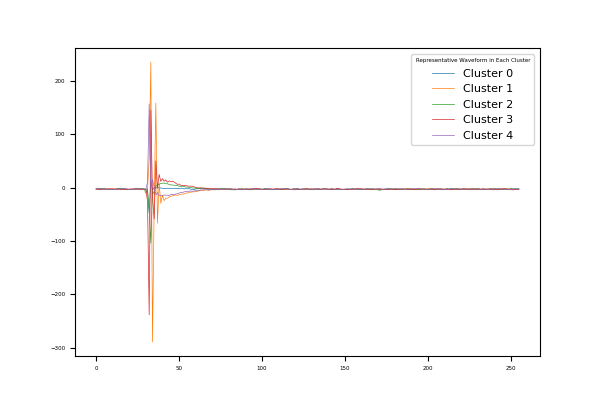 Representative Waveform in Each Cluster
Cluster 0
Cluster 1
Cluster 2
Cluster 3
Cluster 4
200
100
0
−100
−200
−300
0 50 100 150 200 250